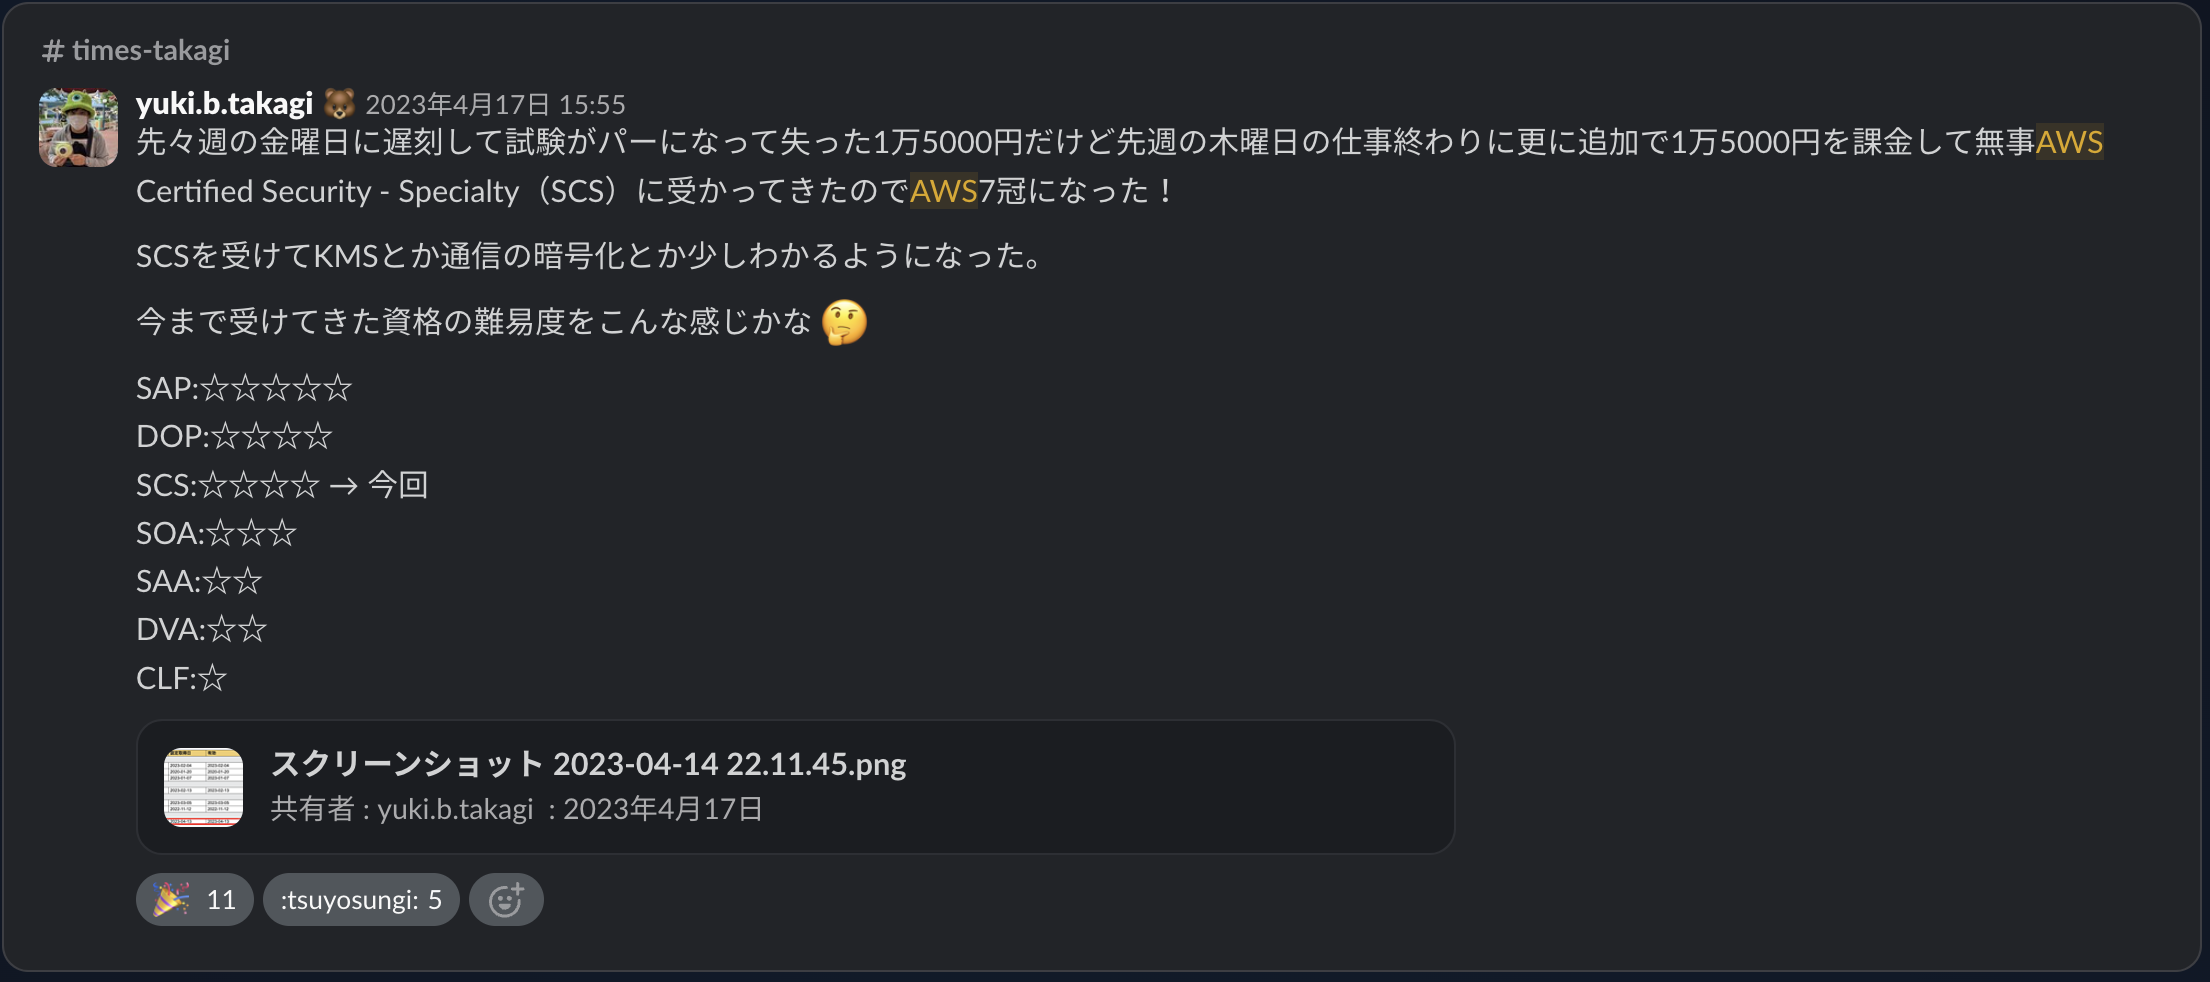 # times-takagi
yuki.b.takagi 2023年4月17日 15:55
先々週の金曜日に遅刻して試験がパーになって失った1万5000円だけど先週の木曜日の仕事終わりに更に追加で1万5000円を課金して無事AWS
Certified Security - Specialty（SCS）に受かってきたのでAWS7冠になった！
SCSを受けてKMSとか通信の暗号化とか少しわかるようになった。
今まで受けてきた資格の難易度をこんな感じかな🤔
SAP:☆☆☆☆☆
DOP:☆☆☆☆
SCS:☆☆☆☆ → 今回
SOA:☆☆☆
SAA:☆☆
DVA:☆☆
CLF:☆
スクリーンショット 2023-04-14 22.11.45.png
共有者 : yuki.b.takagi : 2023年4月17日
🎉 11 :tsuyosungi: 5